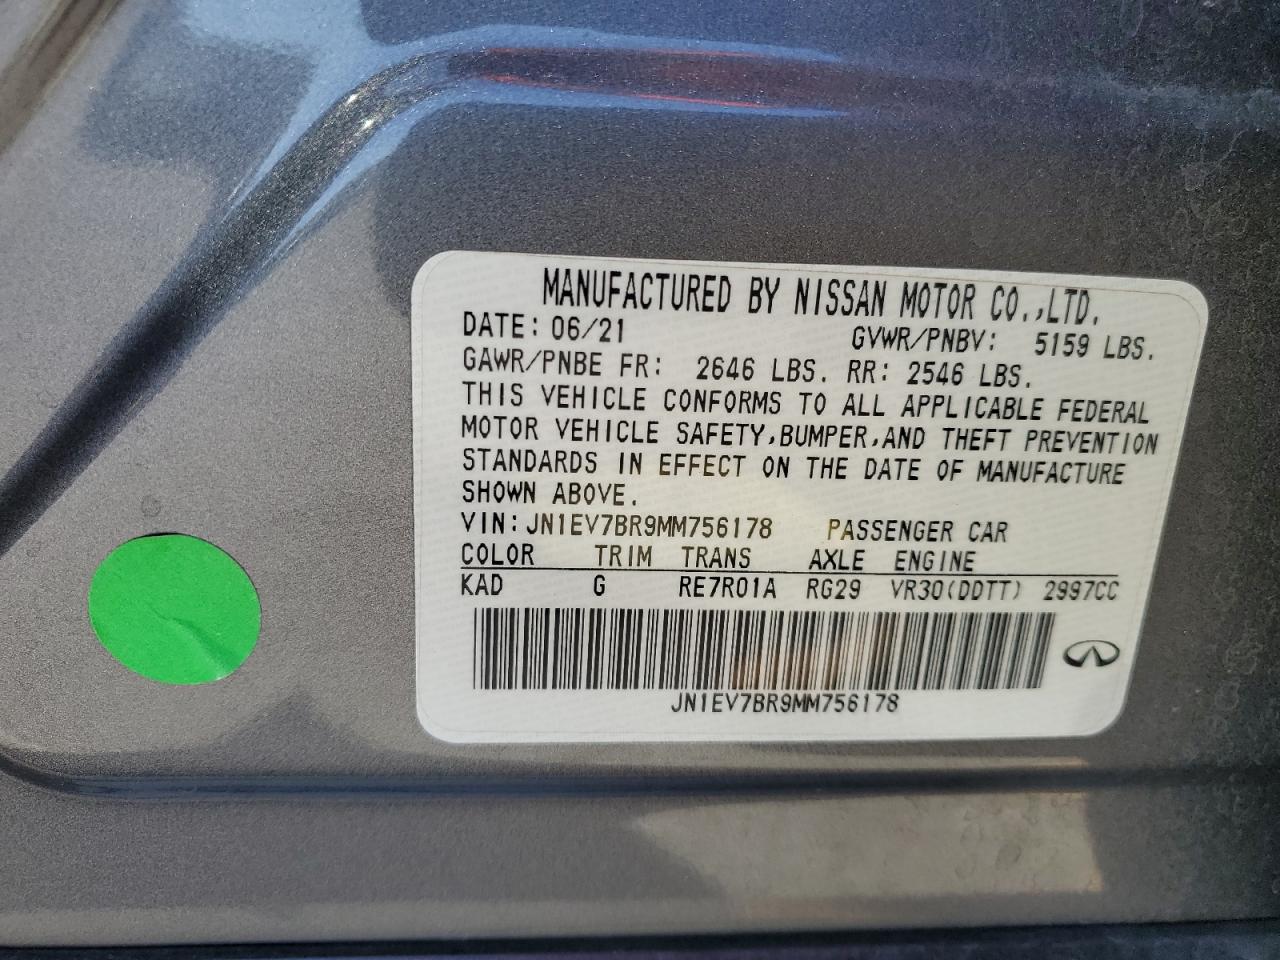 MANUFACTURED BY NISSAN MOTOR CO.,LTD.
DATE: 06/21 GVWR/PNBV: 5159 LBS.
GAWR/PNBE FR: 2646 LBS. RR: 2546 LBS.
THIS VEHICLE CONFORMS TO ALL APPLICABLE FEDERAL
MOTOR VEHICLE SAFETY,BUMPER,AND THEFT PREVENTION
STANDARDS IN EFFECT ON THE DATE OF MANUFACTURE
SHOWN ABOVE.
VIN:JN1EV7BR9MM756178 PASSENGER CAR
COLOR TRIM TRANS AXLE ENGINE
KAD G RE7R01A RG29 VR30(DDTT) 2997CC
JN1EV7BR9MM756178